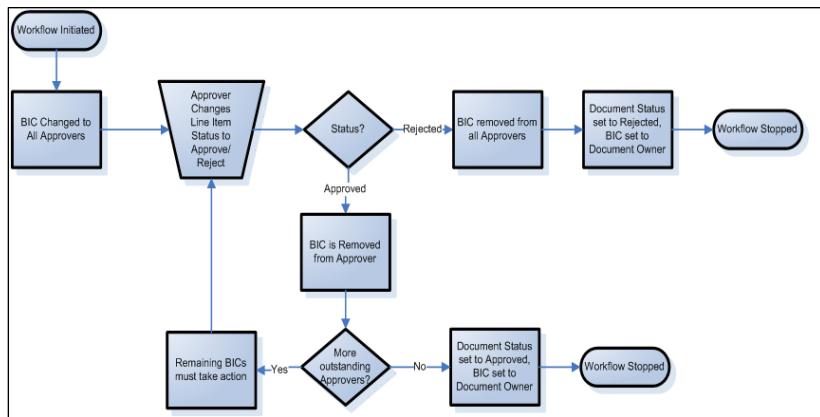 Workflow Initiated
BIC Changed to
All Approvers
Approver
Changes
Line Item
Status to
Approve/
Reject
Status?
Rejected
BIC removed from
all Approvers
Document Status
set to Rejected,
BIC set to
Document Owner
Workflow Stopped
Approved
BIC is Removed
from Approver
More
outstanding
Approvers?
Yes
Remaining BICs
must take action
No
Document Status
set to Approved,
BIC set to
Document Owner
Workflow Stopped